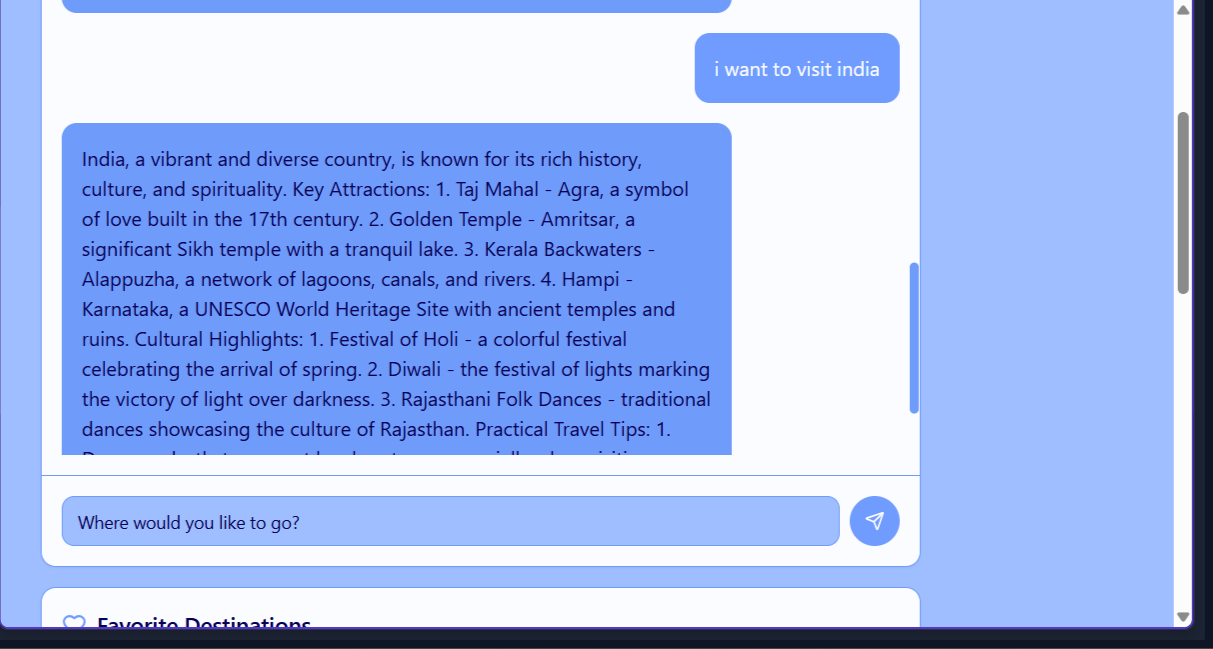 i want to visit india
India, a vibrant and diverse country, is known for its rich history,
culture, and spirituality. Key Attractions: 1. Taj Mahal - Agra, a symbol
of love built in the 17th century. 2. Golden Temple - Amritsar, a
significant Sikh temple with a tranquil lake. 3. Kerala Backwaters -
Alappuzha, a network of lagoons, canals, and rivers. 4. Hampi -
Karnataka, a UNESCO World Heritage Site with ancient temples and
ruins. Cultural Highlights: 1. Festival of Holi - a colorful festival
celebrating the arrival of spring. 2. Diwali - the festival of lights marking
the victory of light over darkness. 3. Rajasthani Folk Dances - traditional
dances showcasing the culture of Rajasthan. Practical Travel Tips: 1.
Where would you like to go?
Favorite Destinations